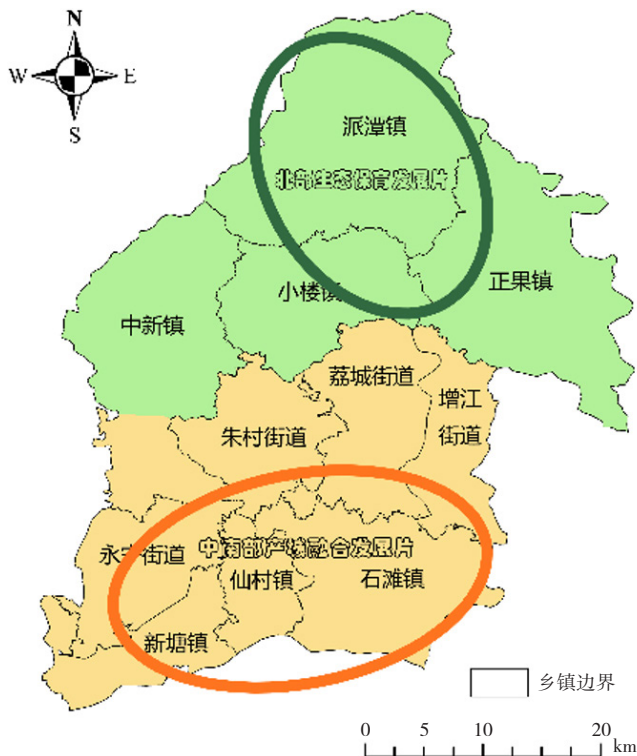 N
W
E
S
派潭镇
北部生态保育发展片
正果镇
小楼镇
中新镇
荔城街道
增江
街道
朱村街道
中南部产城融合发展片
永宁街道
仙村镇
石滩镇
新塘镇
乡镇边界
0 5 10 20
km